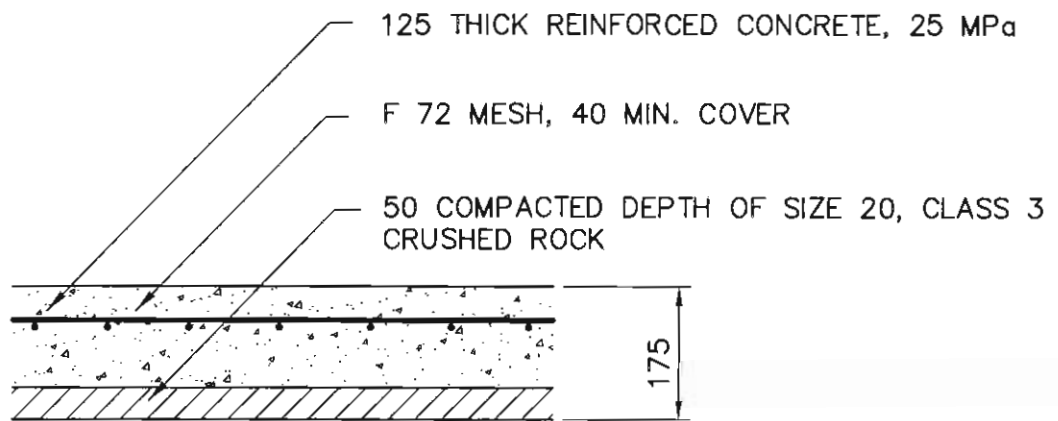 125 THICK REINFORCED CONCRETE, 25 MPa
F 72 MESH, 40 MIN. COVER
50 COMPACTED DEPTH OF SIZE 20, CLASS 3
CRUSHED ROCK
175